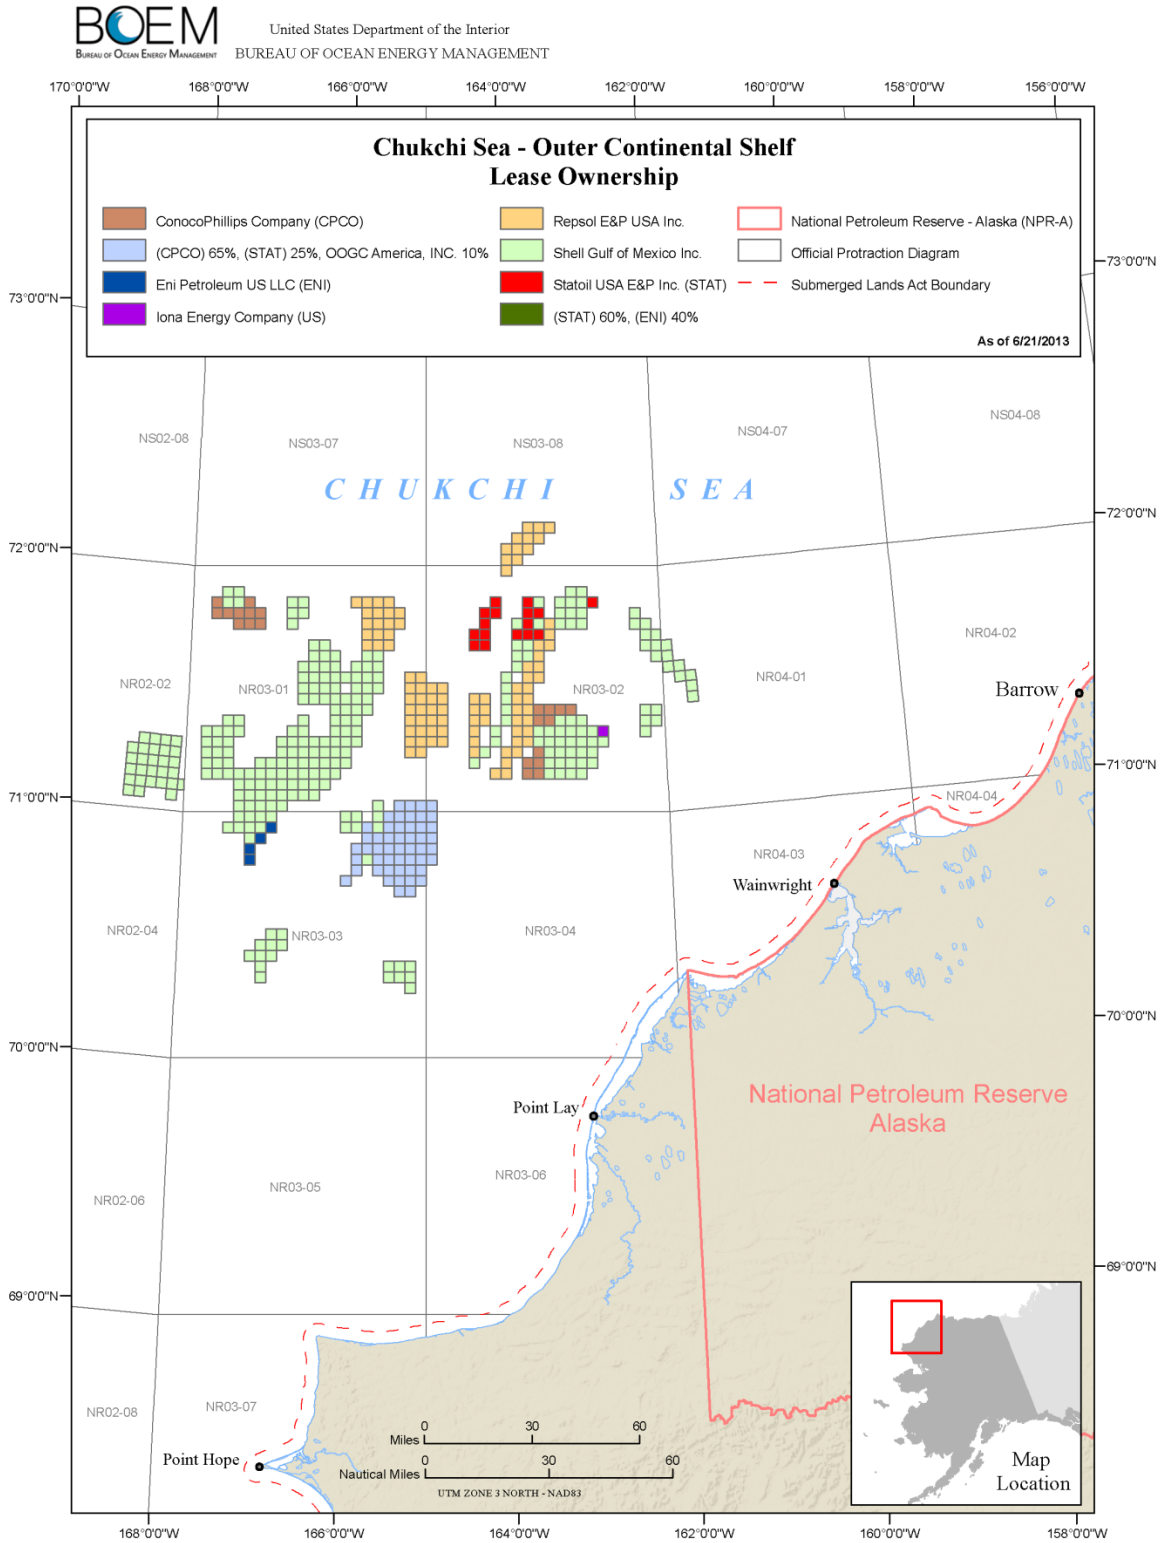 BOEM
BUREAU OF OCEAN ENERGY MANAGEMENT
United States Department of the Interior
BUREAU OF OCEAN ENERGY MANAGEMENT
170°0'0"W 168°0'0"W 166°0'0"W 164°0'0"W 162°0'0"W 160°0'0"W 158°0'0"W 156°0'0"W
Chukchi Sea - Outer Continental Shelf
Lease Ownership
ConocoPhillips Company (CPCO)
(CPCO) 65%, (STAT) 25%, OOGC America, INC. 10%
Eni Petroleum US LLC (ENI)
Iona Energy Company (US)
Repsol E&P USA Inc.
Shell Gulf of Mexico Inc.
Statoil USA E&P Inc. (STAT)
(STAT) 60%, (ENI) 40%
National Petroleum Reserve - Alaska (NPR-A)
Official Protraction Diagram
Submerged Lands Act Boundary
As of 6/21/2013
73°0'0"N
73°0'0"N
NS02-08
NS03-07
NS03-08
NS04-07
NS04-08
CHUKCHI SEA
72°0'0"N
72°0'0"N
NR02-02
NR03-01
NR03-02
NR04-01
NR04-02
Barrow
71°0'0"N
71°0'0"N
NR04-04
NR04-03
Wainwright
NR02-04
NR03-03
NR03-04
70°0'0"N
70°0'0"N
National Petroleum Reserve
Alaska
Point Lay
NR02-06
NR03-05
NR03-06
69°0'0"N
69°0'0"N
NR02-08
NR03-07
Point Hope
0 30 60
Miles
0 30 60
Nautical Miles
UTM ZONE 3 NORTH - NAD83
Map
Location
168°0'0"W 166°0'0"W 164°0'0"W 162°0'0"W 160°0'0"W 158°0'0"W